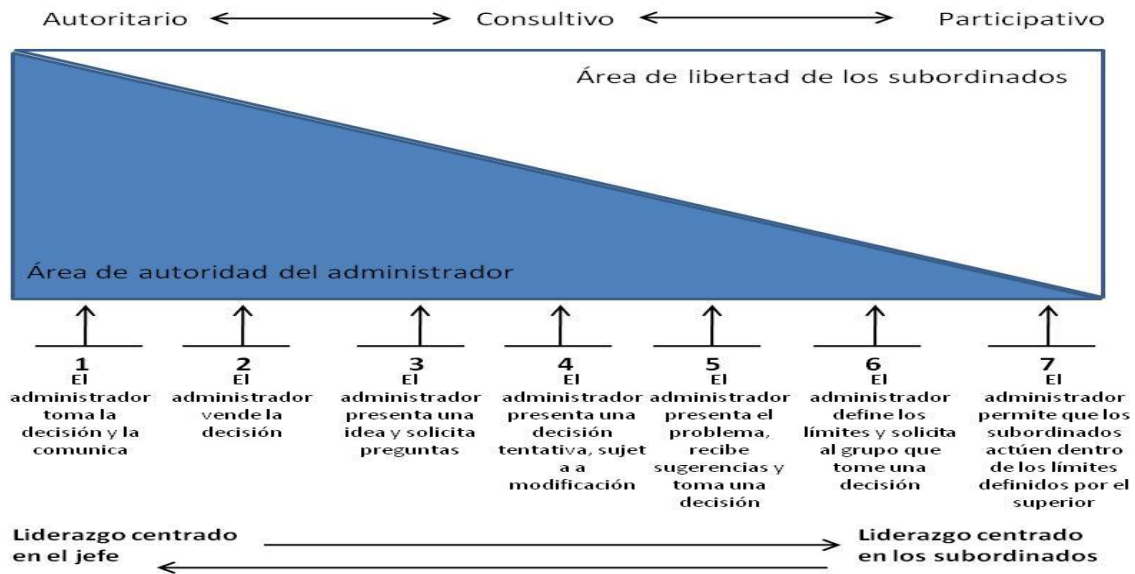 Autoritario Consultivo Participativo
Área de libertad de los subordinados
Área de autoridad del administrador
1
El
administrador
toma la
decisión y la
comunica
2
El
administrador
vende la
decisión
3
El
administrador
presenta una
idea y solicita
preguntas
4
El
administrador
presenta una
decisión
tentativa, sujet
a a
modificación
5
El
administrador
presenta el
problema,
recibe
sugerencias y
toma una
decisión
6
El
administrador
define los
límites y solicita
al grupo que
tome una
decisión
7
El
administrador
permite que los
subordinados
actúen dentro
de los límites
definidos por el
superior
Liderazgo centrado
en el jefe
Liderazgo centrado
en los subordinados